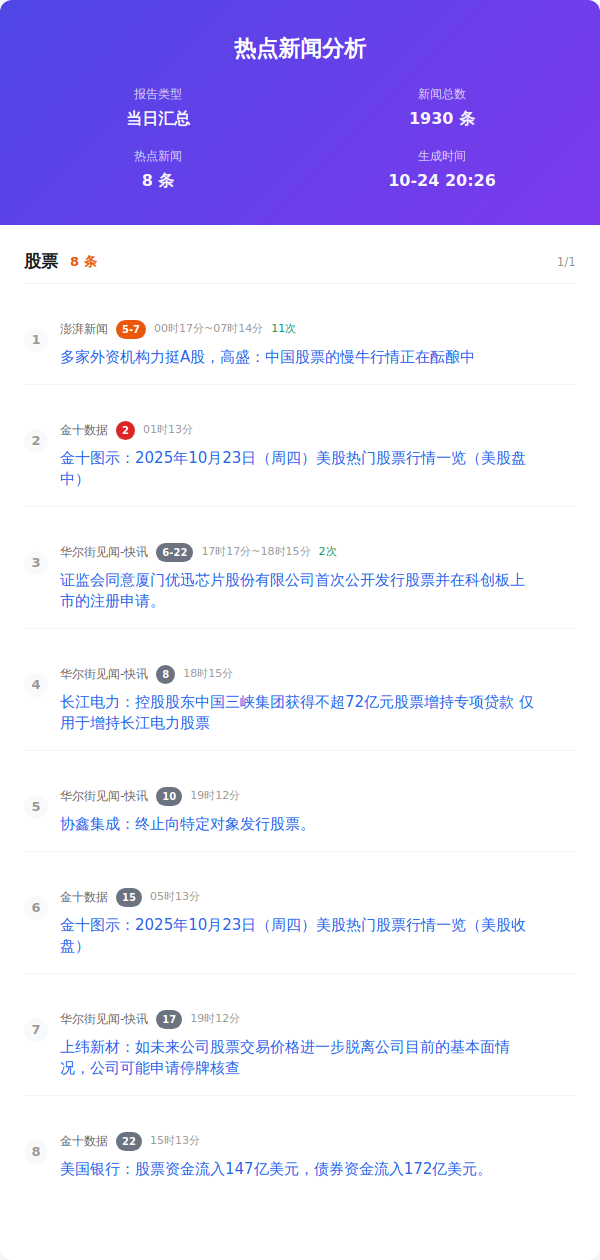 热点新闻分析
报告类型
当日汇总
新闻总数
1930 条
热点新闻
8 条
生成时间
10-24 20:26
股票 8 条 1/1
1
澎湃新闻 5-7 00时17分~07时14分 11次
多家外资机构力挺A股，高盛：中国股票的慢牛行情正在酝酿中
2
金十数据 2 01时13分
金十图示：2025年10月23日（周四）美股热门股票行情一览（美股盘
中）
3
华尔街见闻-快讯 6-22 17时17分~18时15分 2次
证监会同意厦门优迅芯片股份有限公司首次公开发行股票并在科创板上
市的注册申请。
4
华尔街见闻-快讯 8 18时15分
长江电力：控股股东中国三峡集团获得不超72亿元股票增持专项贷款 仅
用于增持长江电力股票
5
华尔街见闻-快讯 10 19时12分
协鑫集成：终止向特定对象发行股票。
6
金十数据 15 05时13分
金十图示：2025年10月23日（周四）美股热门股票行情一览（美股收
盘）
7
华尔街见闻-快讯 17 19时12分
上纬新材：如未来公司股票交易价格进一步脱离公司目前的基本面情
况，公司可能申请停牌核查
8
金十数据 22 15时13分
美国银行：股票资金流入147亿美元，债券资金流入172亿美元。